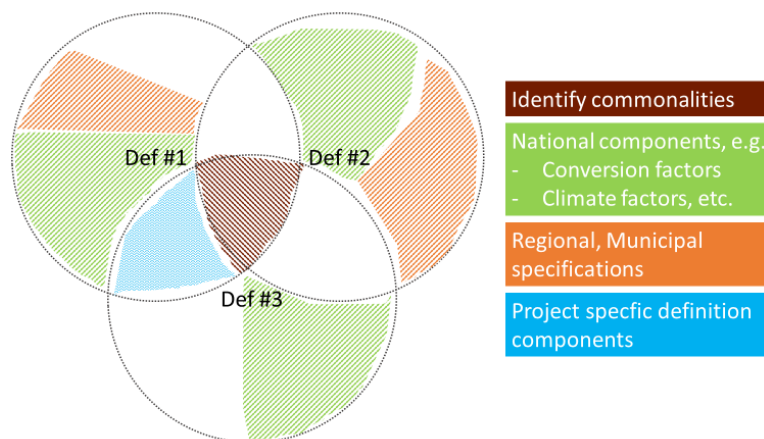 Def #1
Def #2
Def #3
Identify commonalities
National components, e.g.
- Conversion factors
- Climate factors, etc.
Regional, Municipal
specifications
Project specfic definition
components